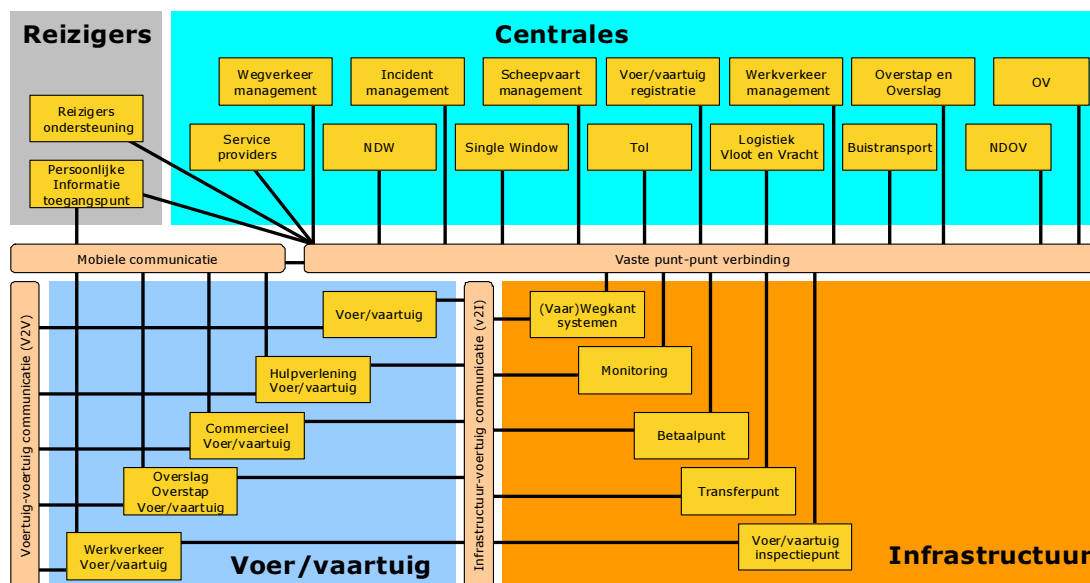 Reizigers
Centrales
Wegverkeer
management
Incident
management
Scheepvaart
management
Voer/vaartuig
registratie
Werkverkeer
management
Overstap en
Overslag
OV
Reizigers
ondersteuning
Service
providers
NDW
Single Window
Tol
Logistiek
Vloot en Vracht
Buistransport
NDOV
Persoonlijke
Informatie
toegangspunt
Mobiele communicatie
Vaste punt-punt verbinding
Voertuig-voertuig communicatie (V2V)
Voer/vaartuig
Hulpverlening
Voer/vaartuig
Commercieel
Voer/vaartuig
Overslag
Overstap
Voer/vaartuig
Werkverkeer
Voer/vaartuig
Voer/vaartuig
Infrastructuur-voertuig communicatie (v2I)
(Vaar)Wegkant
systemen
Monitoring
Betaalpunt
Transferpunt
Voer/vaartuig
inspectiepunt
Infrastructuur